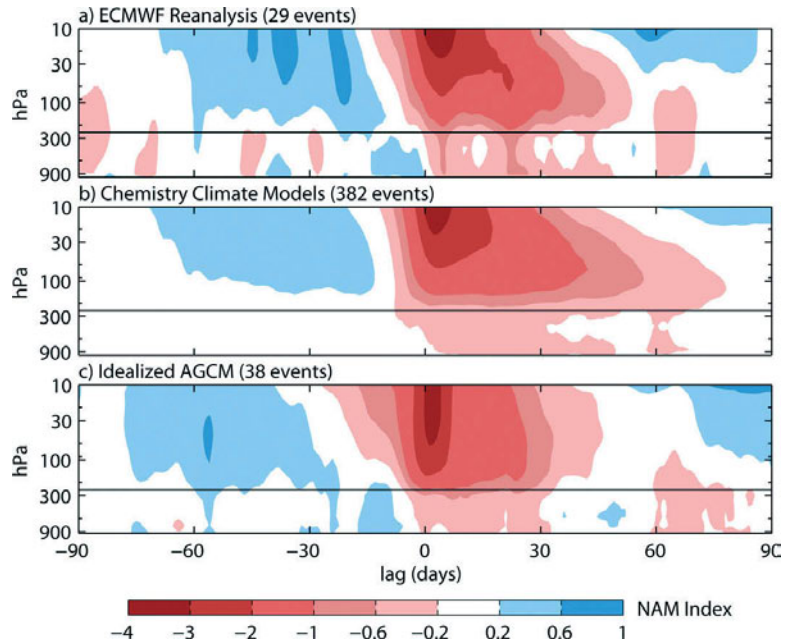 a) ECMWF Reanalysis (29 events)
10
30
100
300
900
hPa
b) Chemistry Climate Models (382 events)
10
30
100
300
900
hPa
c) Idealized AGCM (38 events)
10
30
100
300
900
hPa
−90 −60 −30 0 30 60 90
lag (days)
−4 −3 −2 −1 −0.6 −0.2 0.2 0.6 1 NAM Index